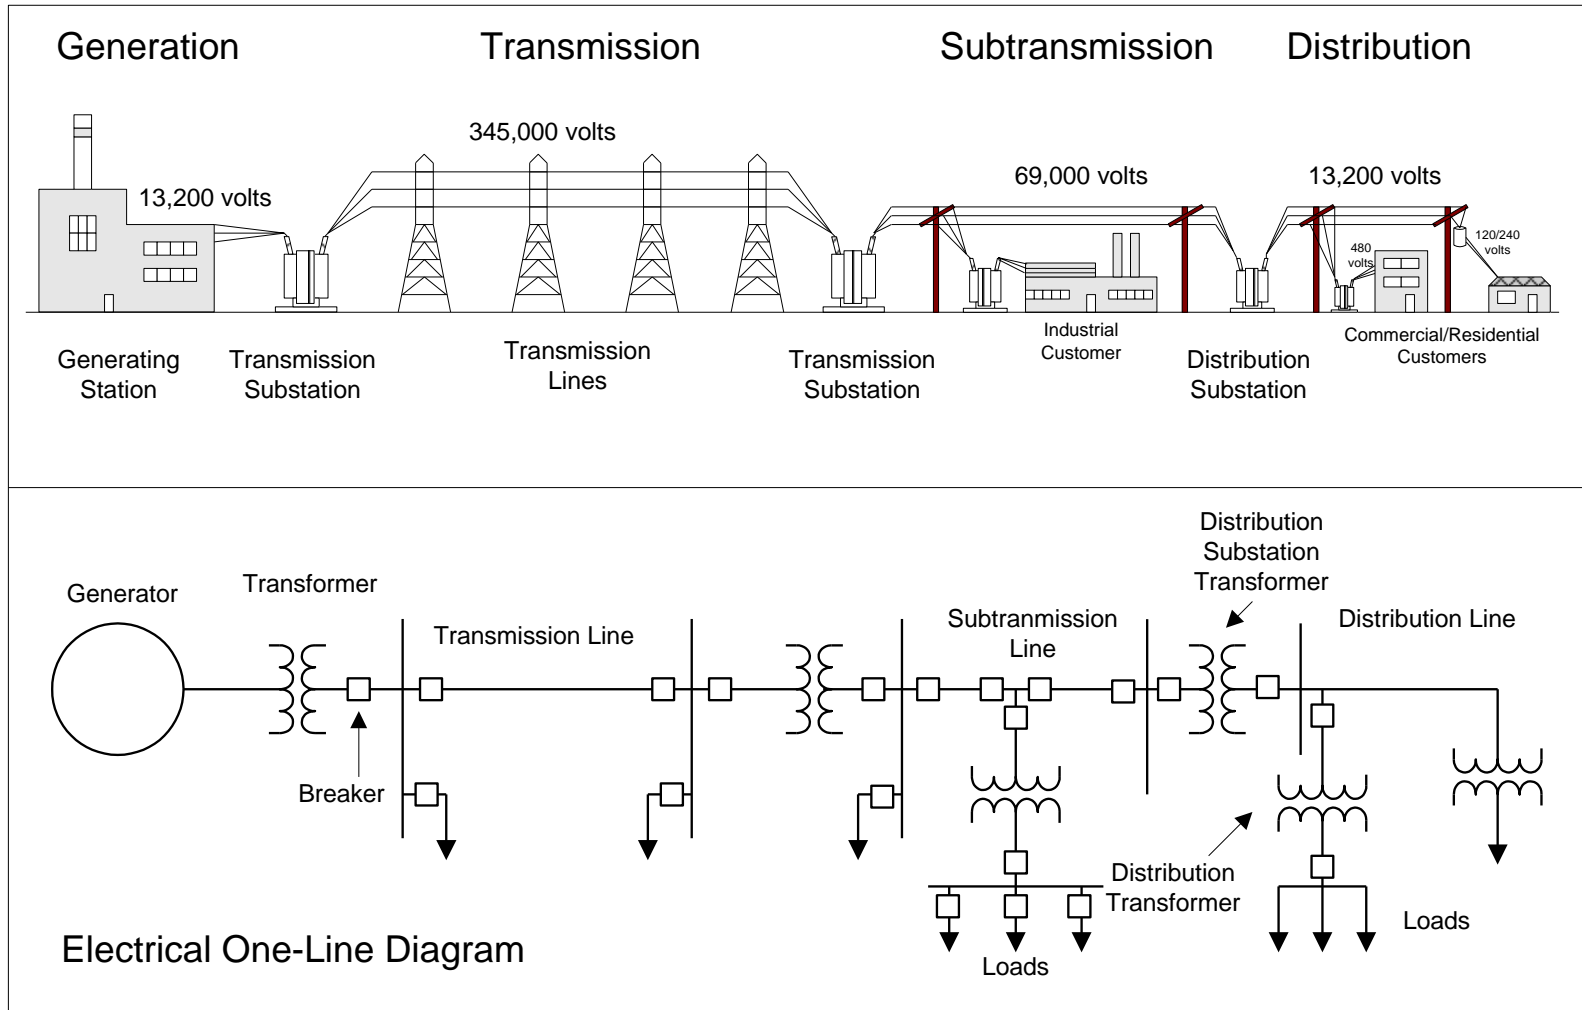 Generation
Transmission
Subtransmission
Distribution
345,000 volts
13,200 volts
69,000 volts
13,200 volts
120/240
volts
480
volts
Generating
Station
Transmission
Substation
Transmission
Lines
Transmission
Substation
Industrial
Customer
Distribution
Substation
Commercial/Residential
Customers
Distribution
Substation
Transformer
Generator
Transformer
Transmission Line
Subtranmission
Line
Distribution Line
Breaker
Distribution
Transformer
Loads
Loads
Electrical One-Line Diagram